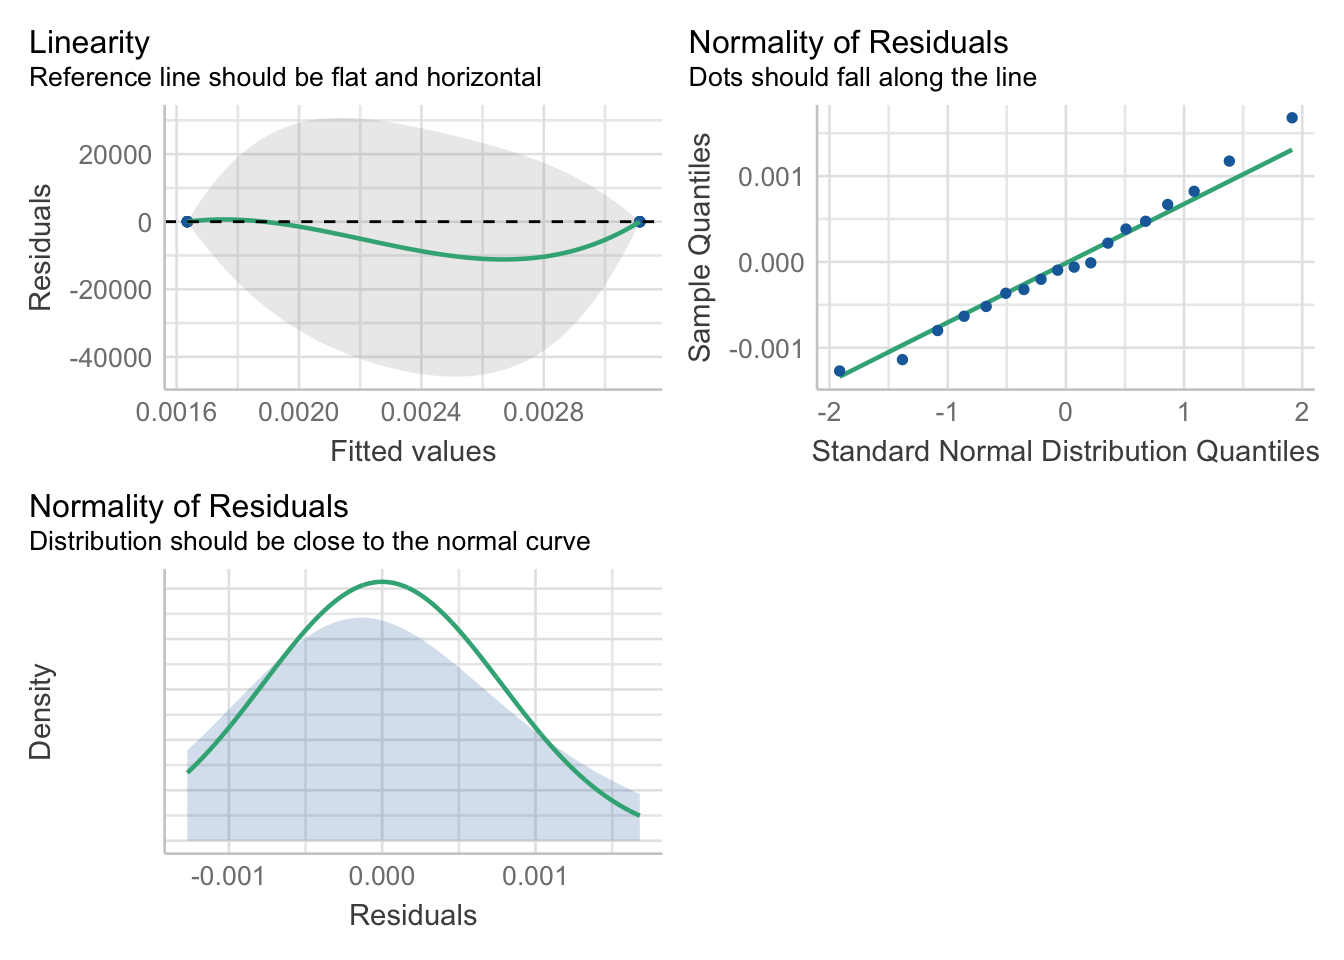 Linearity
Reference line should be flat and horizontal
20000
0
-20000
-40000
Residuals
0.0016
0.0020
0.0024
0.0028
Fitted values
Normality of Residuals
Dots should fall along the line
0.001
0.000
-0.001
Sample Quantiles
-2
-1
0
1
2
Standard Normal Distribution Quantiles
Normality of Residuals
Distribution should be close to the normal curve
Density
-0.001
0.000
0.001
Residuals